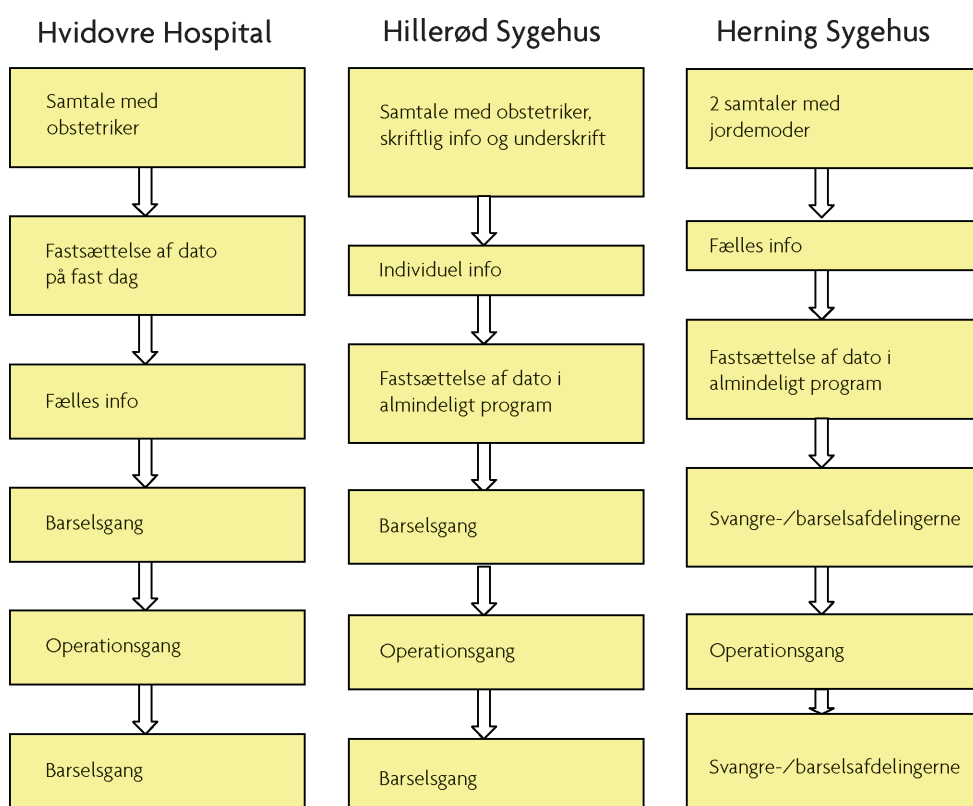 Hvidovre Hospital
Samtale med
obstetriker
Fastsættelse af dato
på fast dag
Fælles info
Barselsgang
Operationsgang
Barselsgang
Hillerød Sygehus
Samtale med obstetriker,
skriftlig info og underskrift
Individuel info
Fastsættelse af dato i
almindeligt program
Barselsgang
Operationsgang
Barselsgang
Herning Sygehus
2 samtaler med
jordemoder
Fælles info
Fastsættelse af dato i
almindeligt program
Svangre-/barselsafdelingerne
Operationsgang
Svangre-/barselsafdelingerne